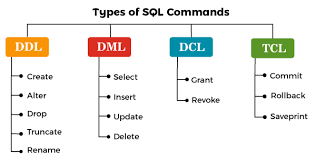 Types of SQL Commands
DDL
DML
DCL
TCL
Create
Alter
Drop
Truncate
Rename
Select
Insert
Update
Delete
Grant
Revoke
Commit
Rollback
Saveprint